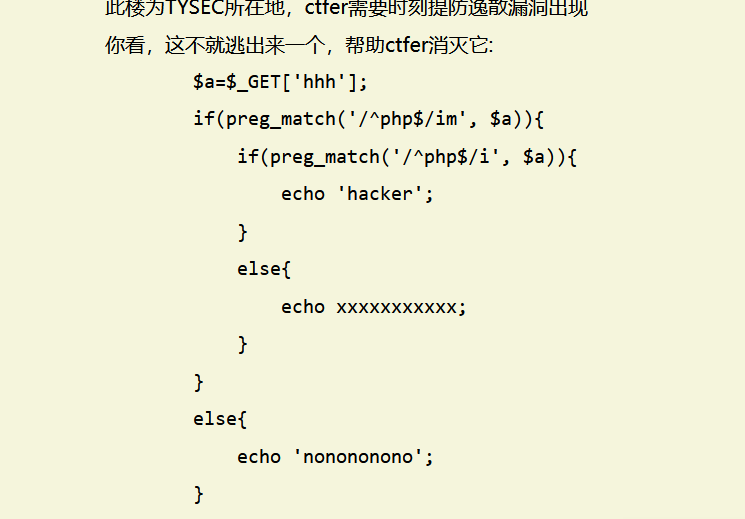 此楼为TYSEC所在地，ctfer需要时刻提防逸散漏洞出现
你看，这不就逃出来一个，帮助ctfer消灭它:
$a=$_GET['hhh'];
if(preg_match('/^php$/im', $a)){
    if(preg_match('/^php$/i', $a)){
        echo 'hacker';
    }
    else{
        echo xxxxxxxxxxx;
    }
}
else{
    echo 'nonononono';
}